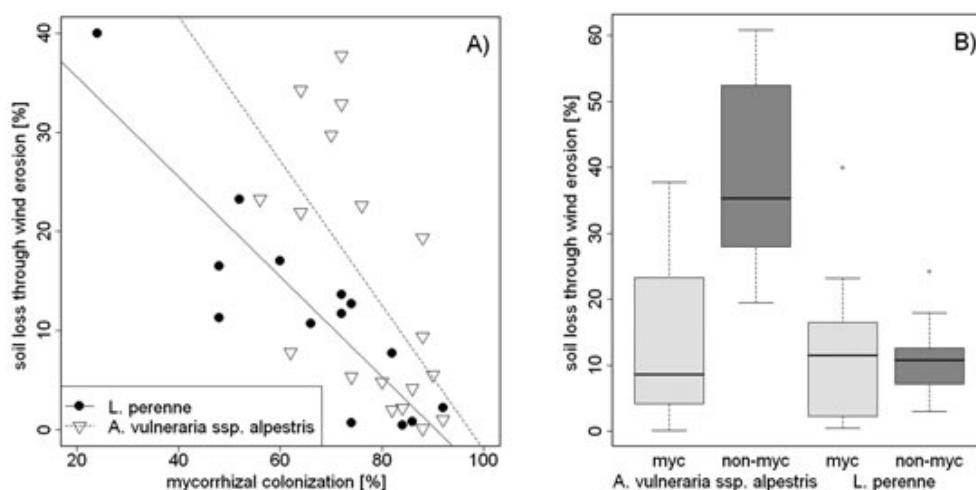 A)
soil loss through wind erosion [%]
40
30
20
10
0
L. perenne
A. vulneraria ssp. alpestris
20 40 60 80 100
mycorrhizal colonization [%]
B)
soil loss through wind erosion [%]
60
50
40
30
20
10
0
myc non-myc myc non-myc
A. vulneraria ssp. alpestris L. perenne